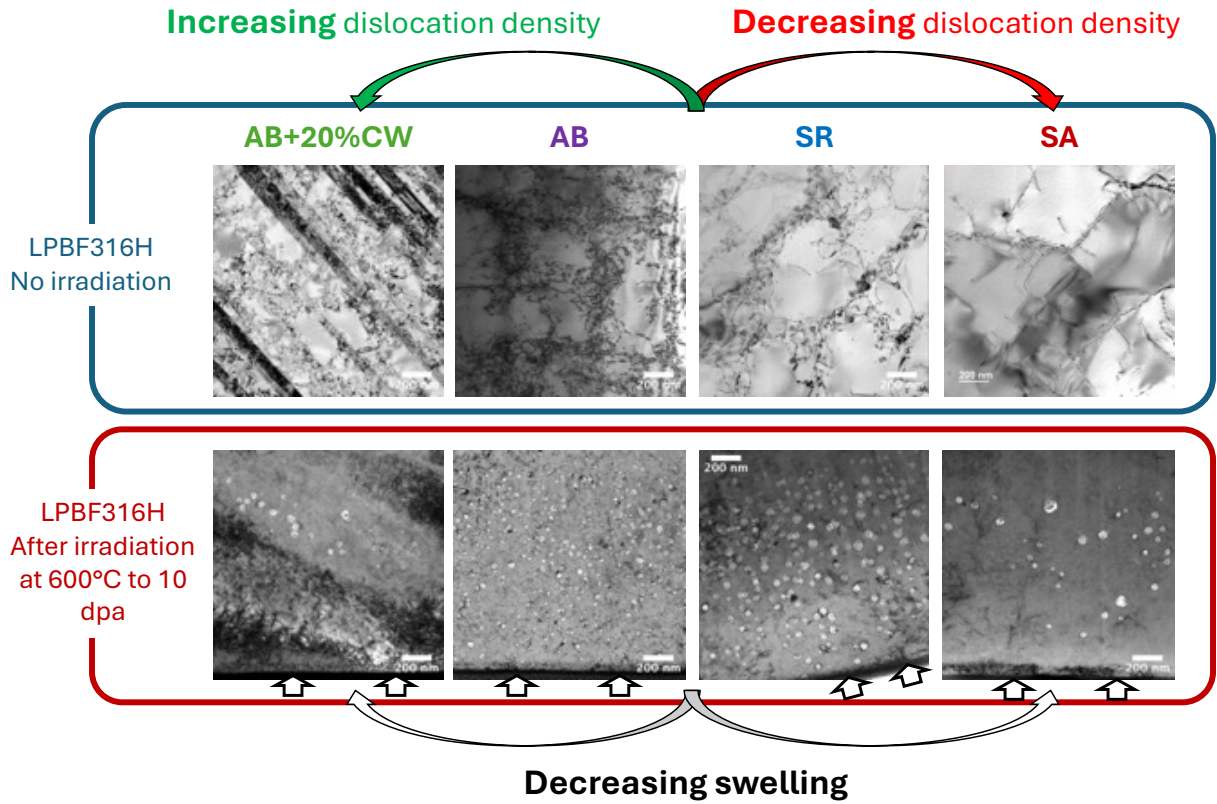 Increasing dislocation density
Decreasing dislocation density
AB+20%CW
AB
SR
SA
LPBF316H
No irradiation
200 nm
200 nm
200 nm
200 nm
LPBF316H
After irradiation
at 600°C to 10
dpa
200 nm
200 nm
200 nm
200 nm
Decreasing swelling